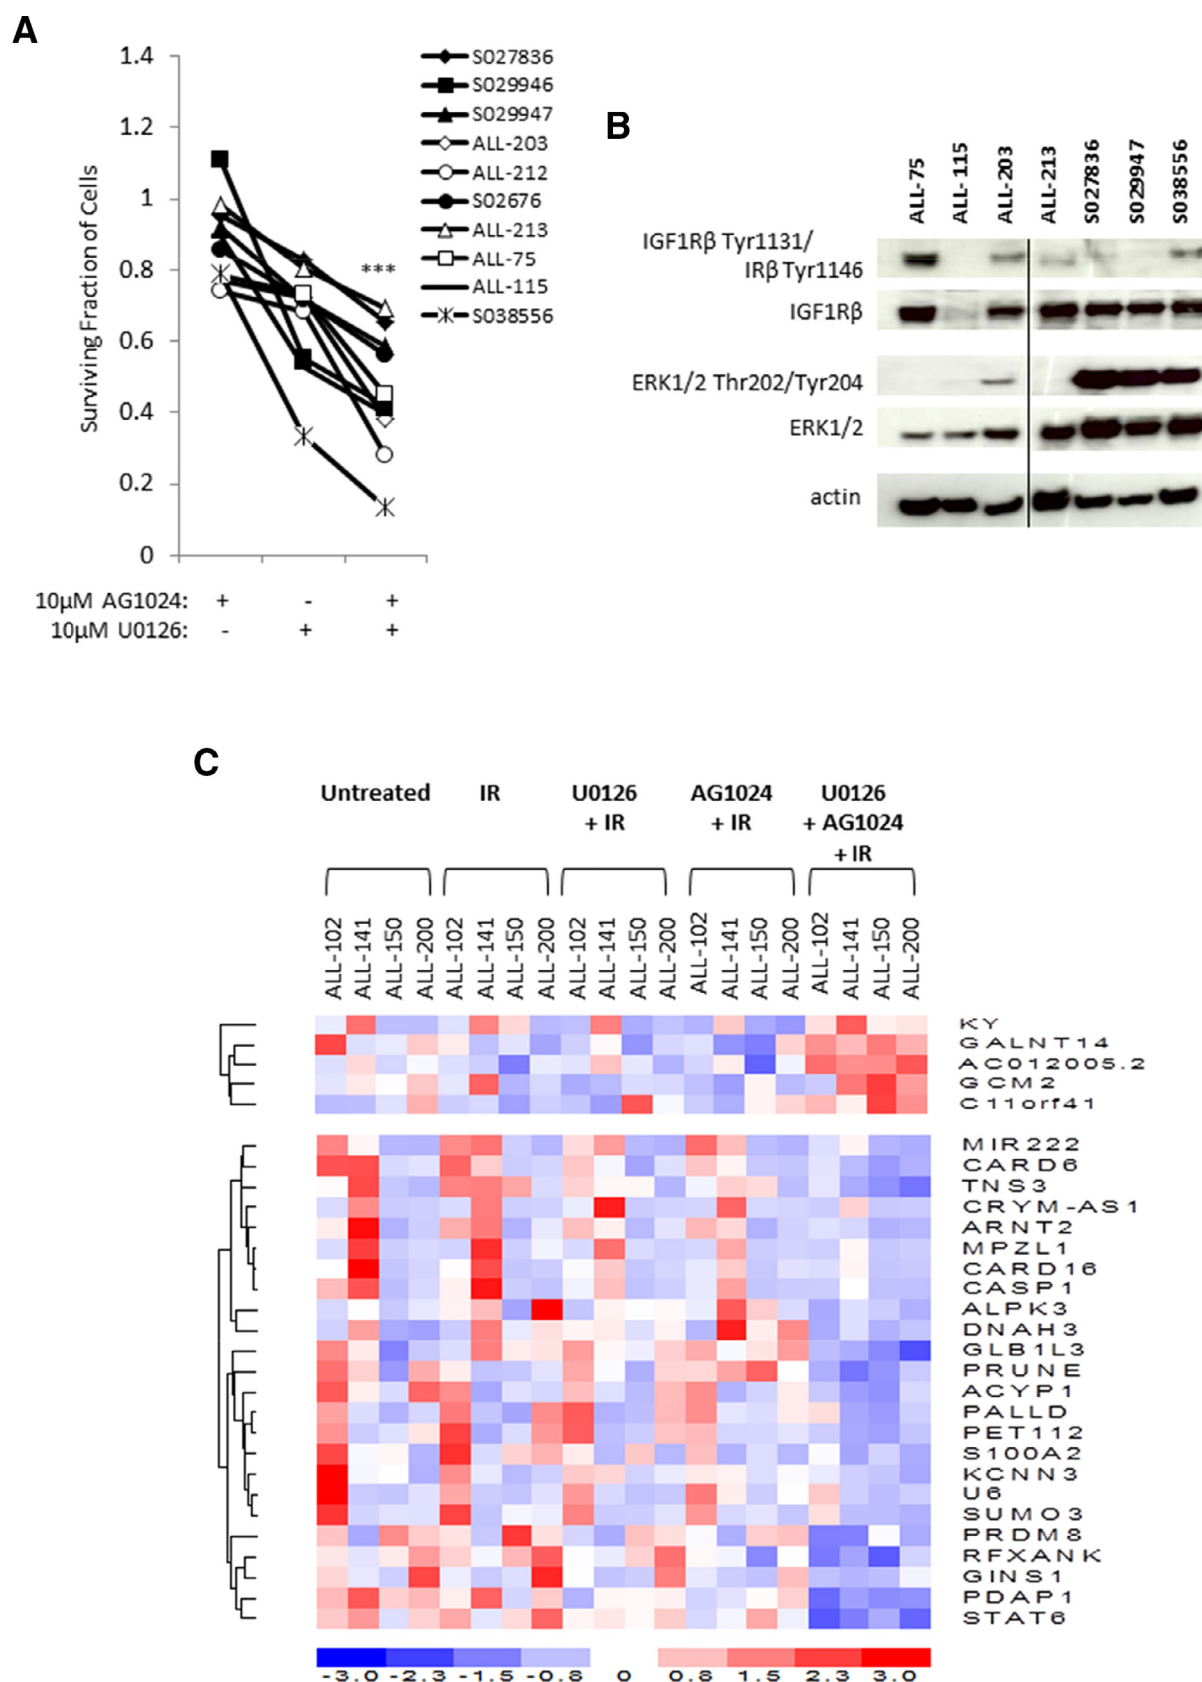 A
1.4
1.2
1
0.8
0.6
0.4
0.2
0
Surviving Fraction of Cells
***
S027836
S029946
S029947
ALL-203
ALL-212
S02676
ALL-213
ALL-75
ALL-115
S038556
10µM AG1024: + - +
10µM U0126: - + +
B
ALL-75 ALL-115 ALL-203 ALL-213 S027836 S029947 S038556
IGF1Rβ Tyr1131/
IRβ Tyr1146
IGF1Rβ
ERK1/2 Thr202/Tyr204
ERK1/2
actin
C
Untreated IR U0126 AG1024 U0126
+ IR + IR + AG1024
+ IR
ALL-102 ALL-141 ALL-150 ALL-200 ALL-102 ALL-141 ALL-150 ALL-200 ALL-102 ALL-141 ALL-150 ALL-200 ALL-102 ALL-141 ALL-150 ALL-200 ALL-102 ALL-141 ALL-150 ALL-200
KY
GALNT14
AC012005.2
GCM2
C11orf41
MIR222
CARD6
TNS3
CRYM-AS1
ARNT2
MPZL1
CARD16
CASP1
ALPK3
DNAH3
GLB1L3
PRUNE
ACYP1
PALLD
PET112
S100A2
KCNN3
U6
SUMO3
PRDM8
RFXANK
GINS1
PDAP1
STAT6
-3.0 -2.3 -1.5 -0.8 0 0.8 1.5 2.3 3.0